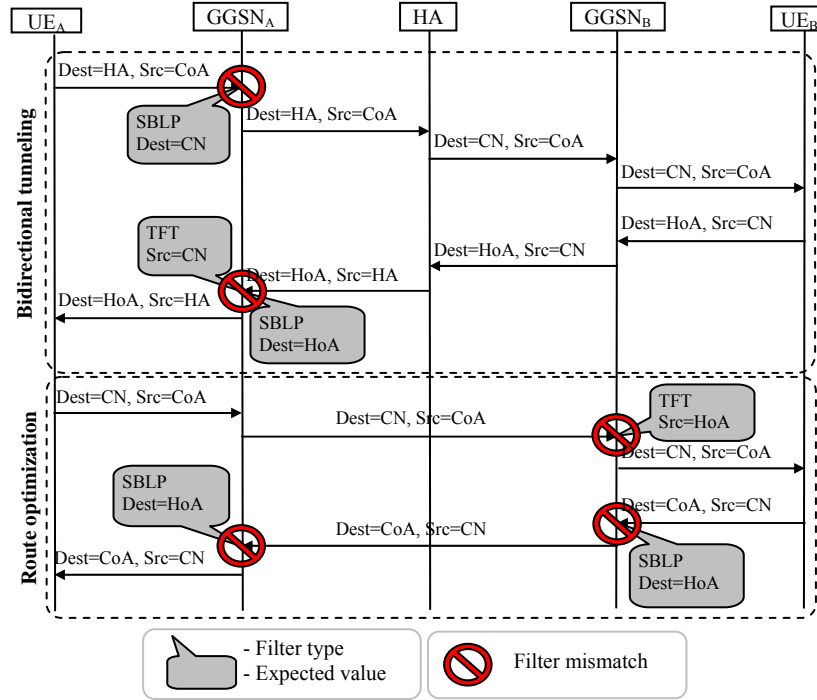 UEA
GGSNA
HA
GGSNB
UEB
Bidirectional tunneling
Dest=HA, Src=CoA
SBLP
Dest=CN
Dest=HA, Src=CoA
Dest=CN, Src=CoA
Dest=CN, Src=CoA
Dest=HoA, Src=CN
Dest=HoA, Src=CN
TFT
Src=CN
Dest=HoA, Src=HA
Dest=HoA, Src=HA
SBLP
Dest=HoA
Route optimization
Dest=CN, Src=CoA
Dest=CN, Src=CoA
TFT
Src=HoA
Dest=CN, Src=CoA
SBLP
Dest=HoA
Dest=CoA, Src=CN
Dest=CoA, Src=CN
Dest=CoA, Src=CN
SBLP
Dest=HoA
- Filter type
- Expected value
Filter mismatch